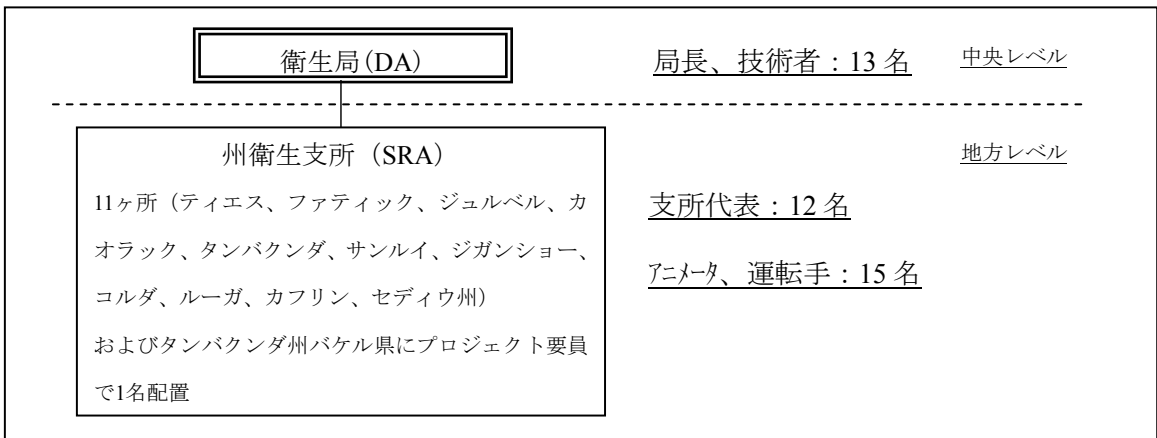 衛生局(DA)
局長、技術者：13 名
中央レベル
州衛生支所（SRA）
地方レベル
11ヶ所（ティエス、ファティック、ジュルベル、カ
オラック、タンバクンダ、サンルイ、ジガンショー、
コルダ、ルーガ、カフリン、セディウ州）
およびタンバクンダ州バケル県にプロジェクト要員
で1名配置
支所代表：12 名
ｱﾆﾒｰﾀ、運転手：15 名